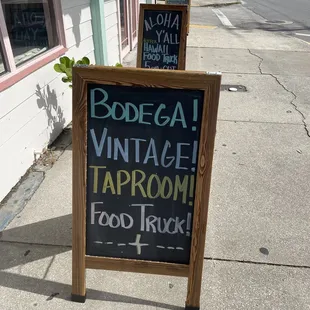 ALOHA
Y'ALL
HAWAII
FOOD TRUCK
BODEGA!
VINTAGE!
TAPROOM!
FOOD TRUCK!